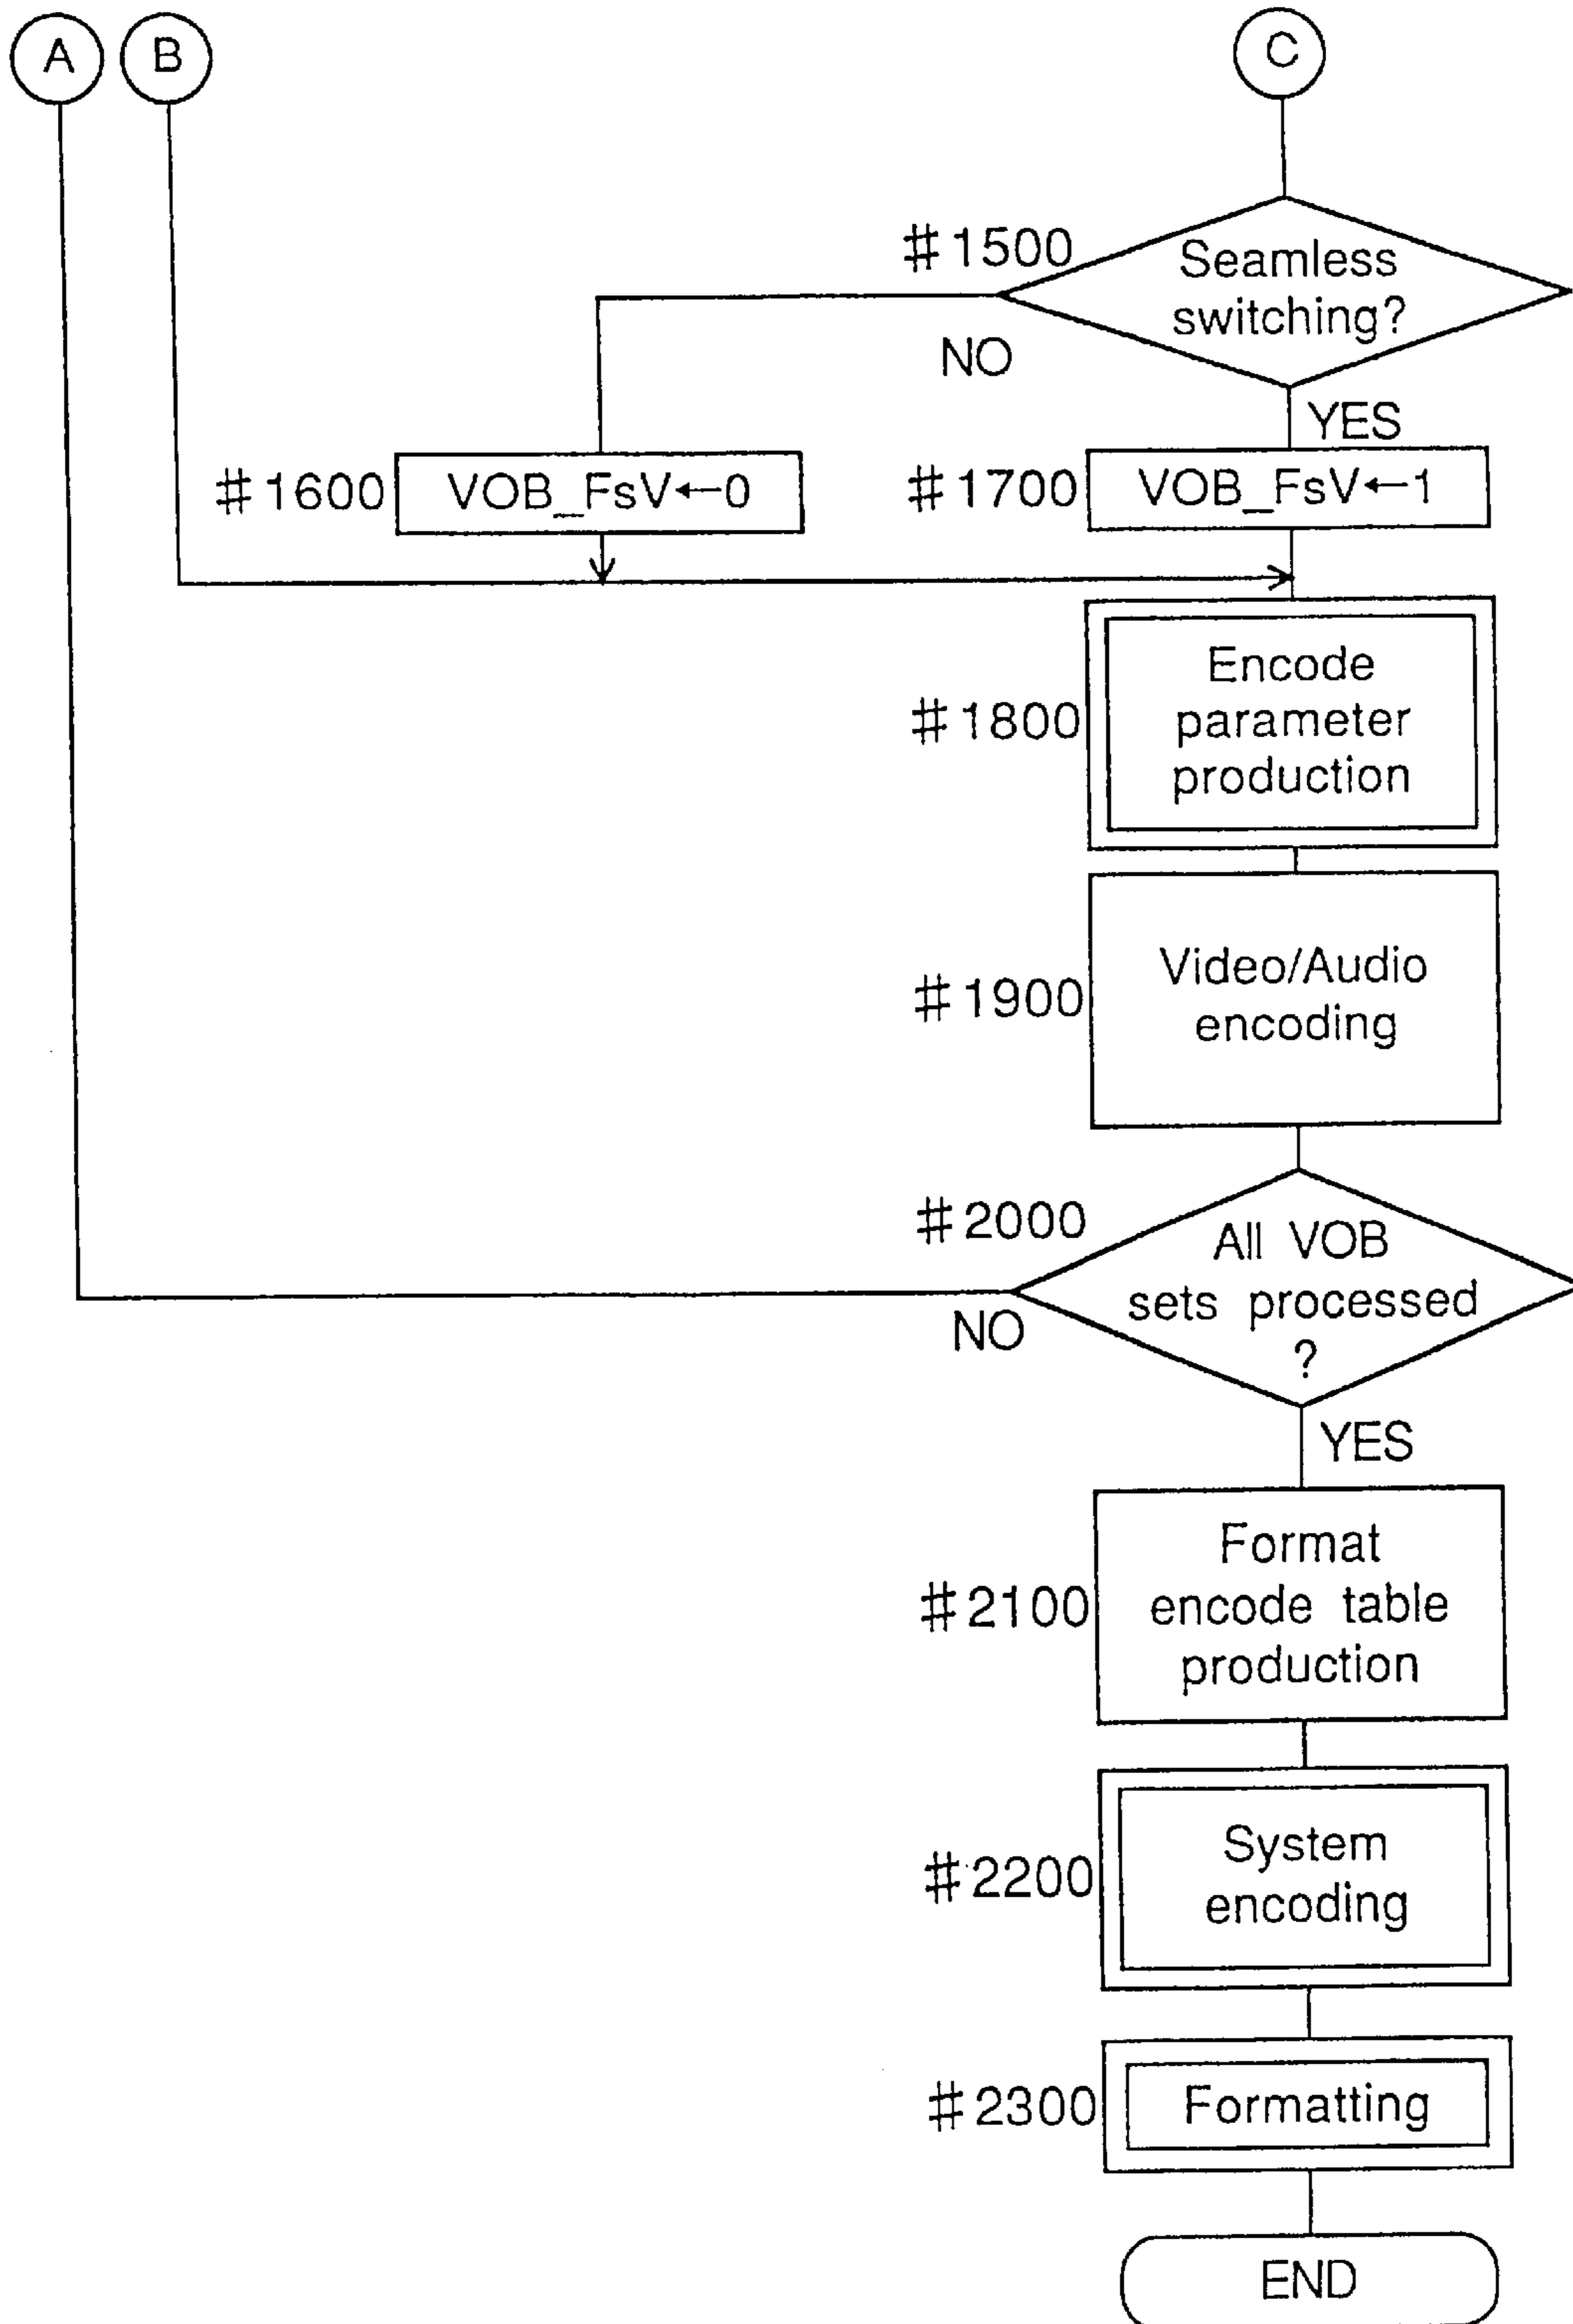 A
B
C
#1500
Seamless
switching?
NO
YES
#1600
VOB_FsV←0
#1700
VOB_FsV←1
#1800
Encode
parameter
production
#1900
Video/Audio
encoding
#2000
All VOB
sets processed
?
NO
YES
#2100
Format
encode table
production
#2200
System
encoding
#2300
Formatting
END